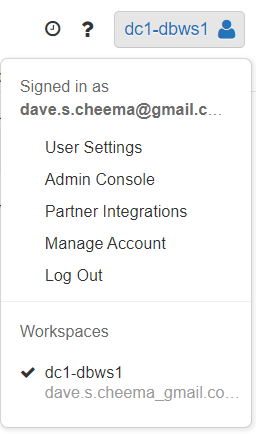 ? dc1-dbws1
Signed in as
dave.s.cheema@gmail.c...
User Settings
Admin Console
Partner Integrations
Manage Account
Log Out
Workspaces
dc1-dbws1
dave.s.cheema_gmail.co...